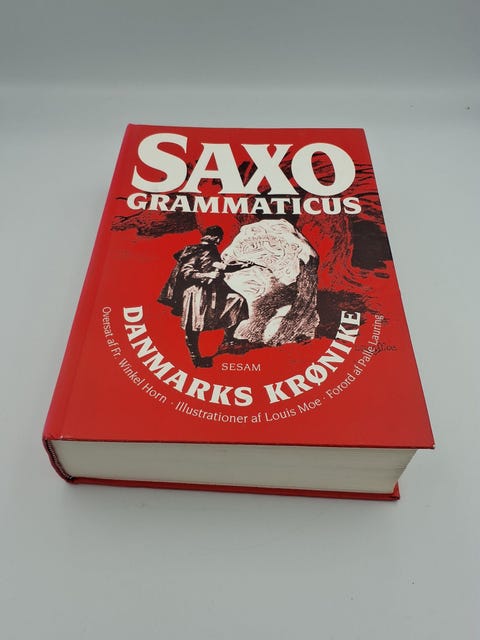 SAXO
GRAMMATICUS
SESAM
DANMARKS KRØNIKE
Oversat af Fr. Winkel Horn · Illustrationer af Louis Moe · Forord af Palle Lauring